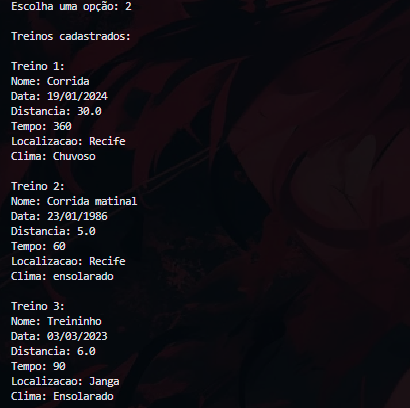 Escolha uma opção: 2
Treinos cadastrados:
Treino 1:
Nome: Corrida
Data: 19/01/2024
Distancia: 30.0
Tempo: 360
Localizacao: Recife
Clima: Chuvoso
Treino 2:
Nome: Corrida matinal
Data: 23/01/1986
Distancia: 5.0
Tempo: 60
Localizacao: Recife
Clima: ensolarado
Treino 3:
Nome: Treininho
Data: 03/03/2023
Distancia: 6.0
Tempo: 90
Localizacao: Janga
Clima: Ensolarado